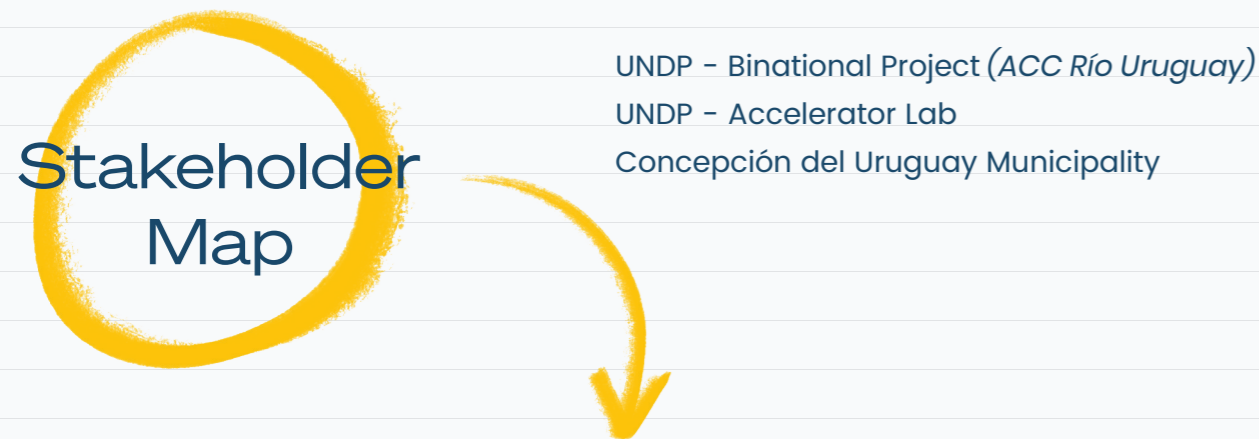 Stakeholder
Map
UNDP - Binational Project (ACC Río Uruguay)
UNDP - Accelerator Lab
Concepción del Uruguay Municipality